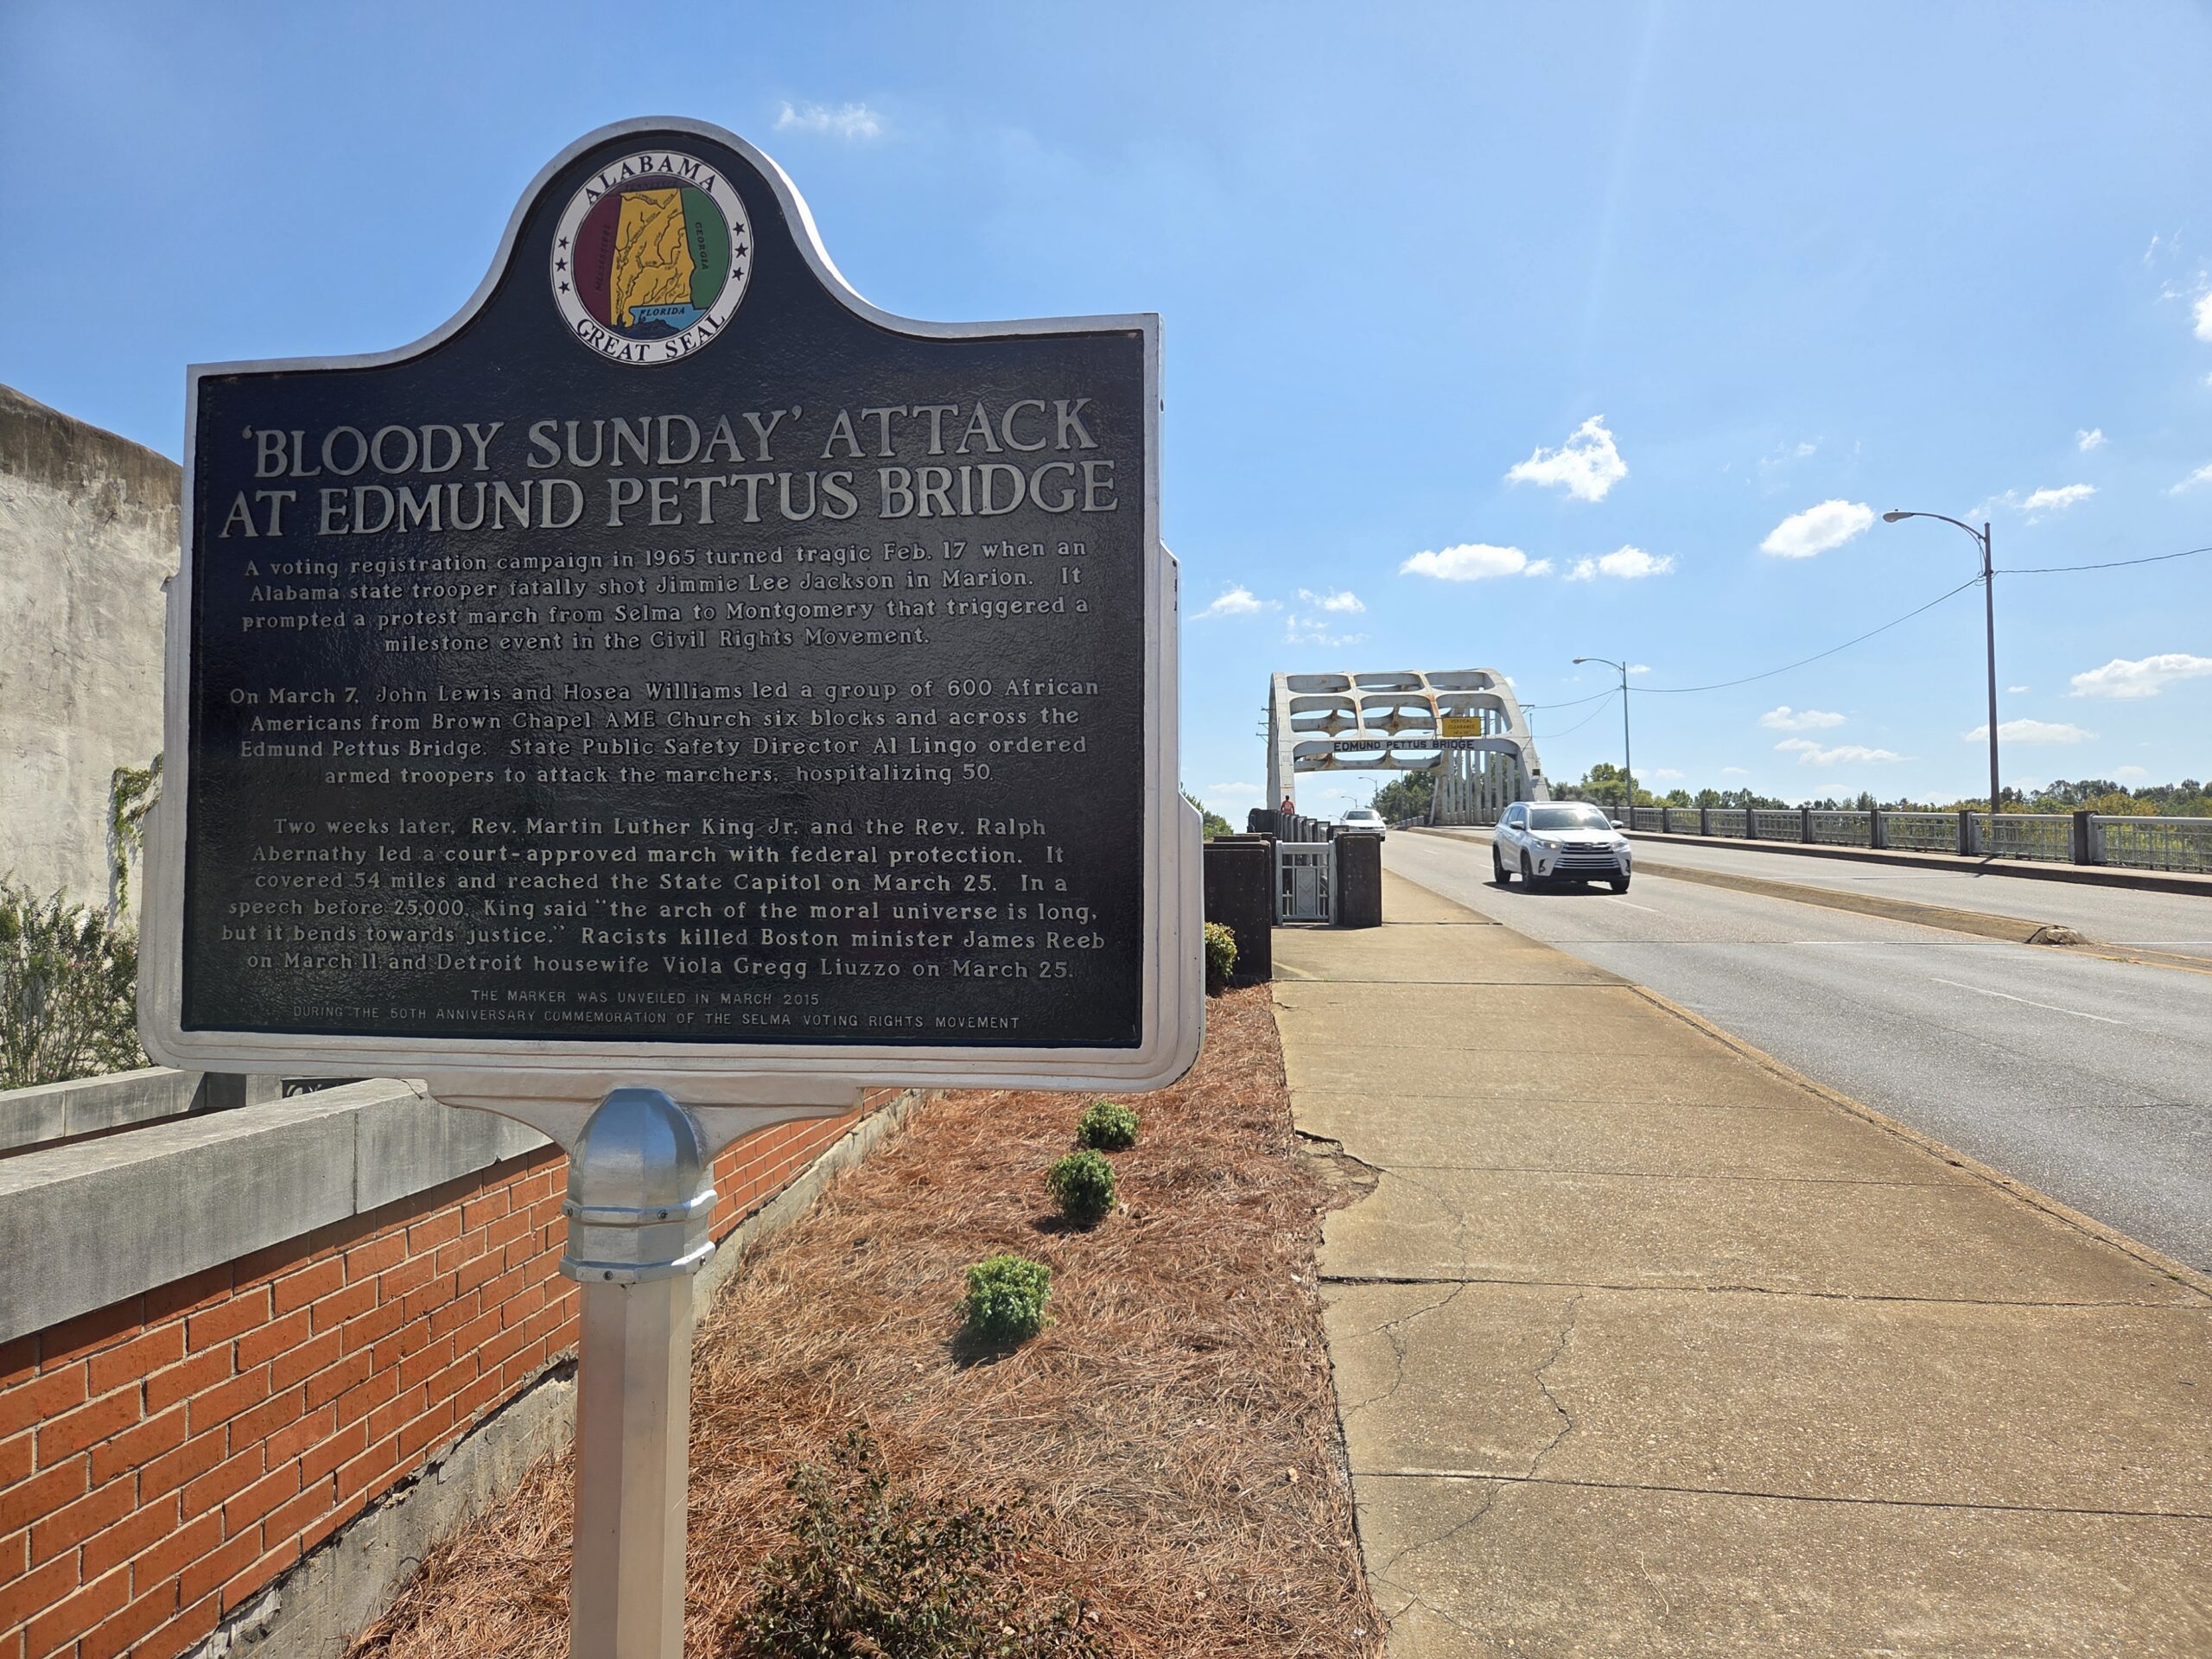 ALABAMA
TENNESSEE
MISSISSIPPI
GEORGIA
FLORIDA
GREAT SEAL
‘BLOODY SUNDAY’ ATTACK
AT EDMUND PETTUS BRIDGE
A voting registration campaign in 1965 turned tragic Feb. 17 when an
Alabama state trooper fatally shot Jimmie Lee Jackson in Marion. It
prompted a protest march from Selma to Montgomery that triggered a
milestone event in the Civil Rights Movement.
On March 7, John Lewis and Hosea Williams led a group of 600 African
Americans from Brown Chapel AME Church six blocks and across the
Edmund Pettus Bridge. State Public Safety Director Al Lingo ordered
armed troopers to attack the marchers, hospitalizing 50.
Two weeks later, Rev. Martin Luther King Jr. and the Rev. Ralph
Abernathy led a court-approved march with federal protection. It
covered 54 miles and reached the State Capitol on March 25. In a
speech before 25,000, King said “the arch of the moral universe is long,
but it bends towards justice.” Racists killed Boston minister James Reeb
on March 11 and Detroit housewife Viola Gregg Liuzzo on March 25.
THE MARKER WAS UNVEILED IN MARCH 2015
DURING THE 50TH ANNIVERSARY COMMEMORATION OF THE SELMA VOTING RIGHTS MOVEMENT
VERTICAL
CLEARANCE
EDMUND PETTUS BRIDGE